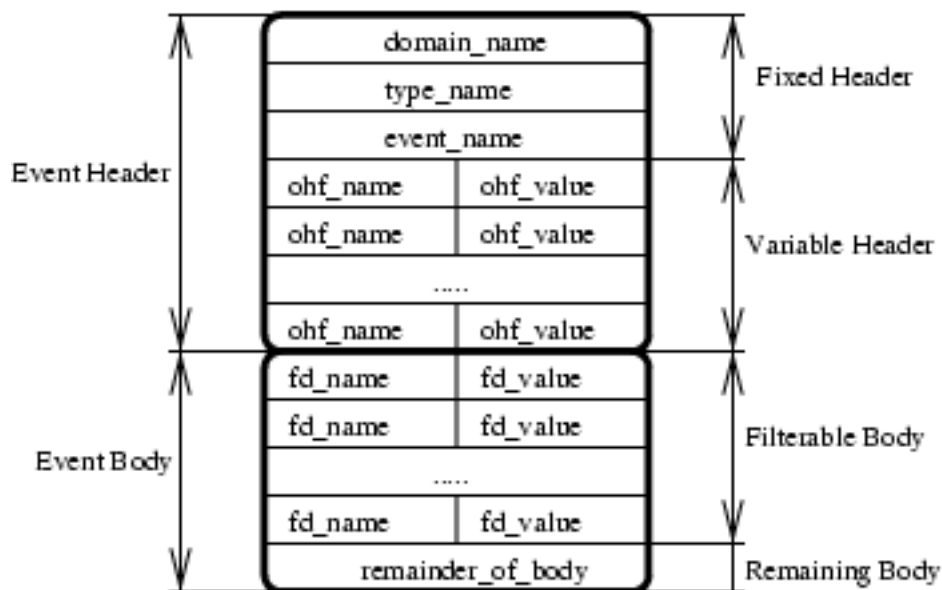 domain_name
Fixed Header
type_name
event_name
Event Header
ohf_name ohf_value
ohf_name ohf_value
Variable Header
.....
ohf_name ohf_value
fd_name fd_value
fd_name fd_value
Filterable Body
Event Body
.....
fd_name fd_value
remainder_of_body
Remaining Body